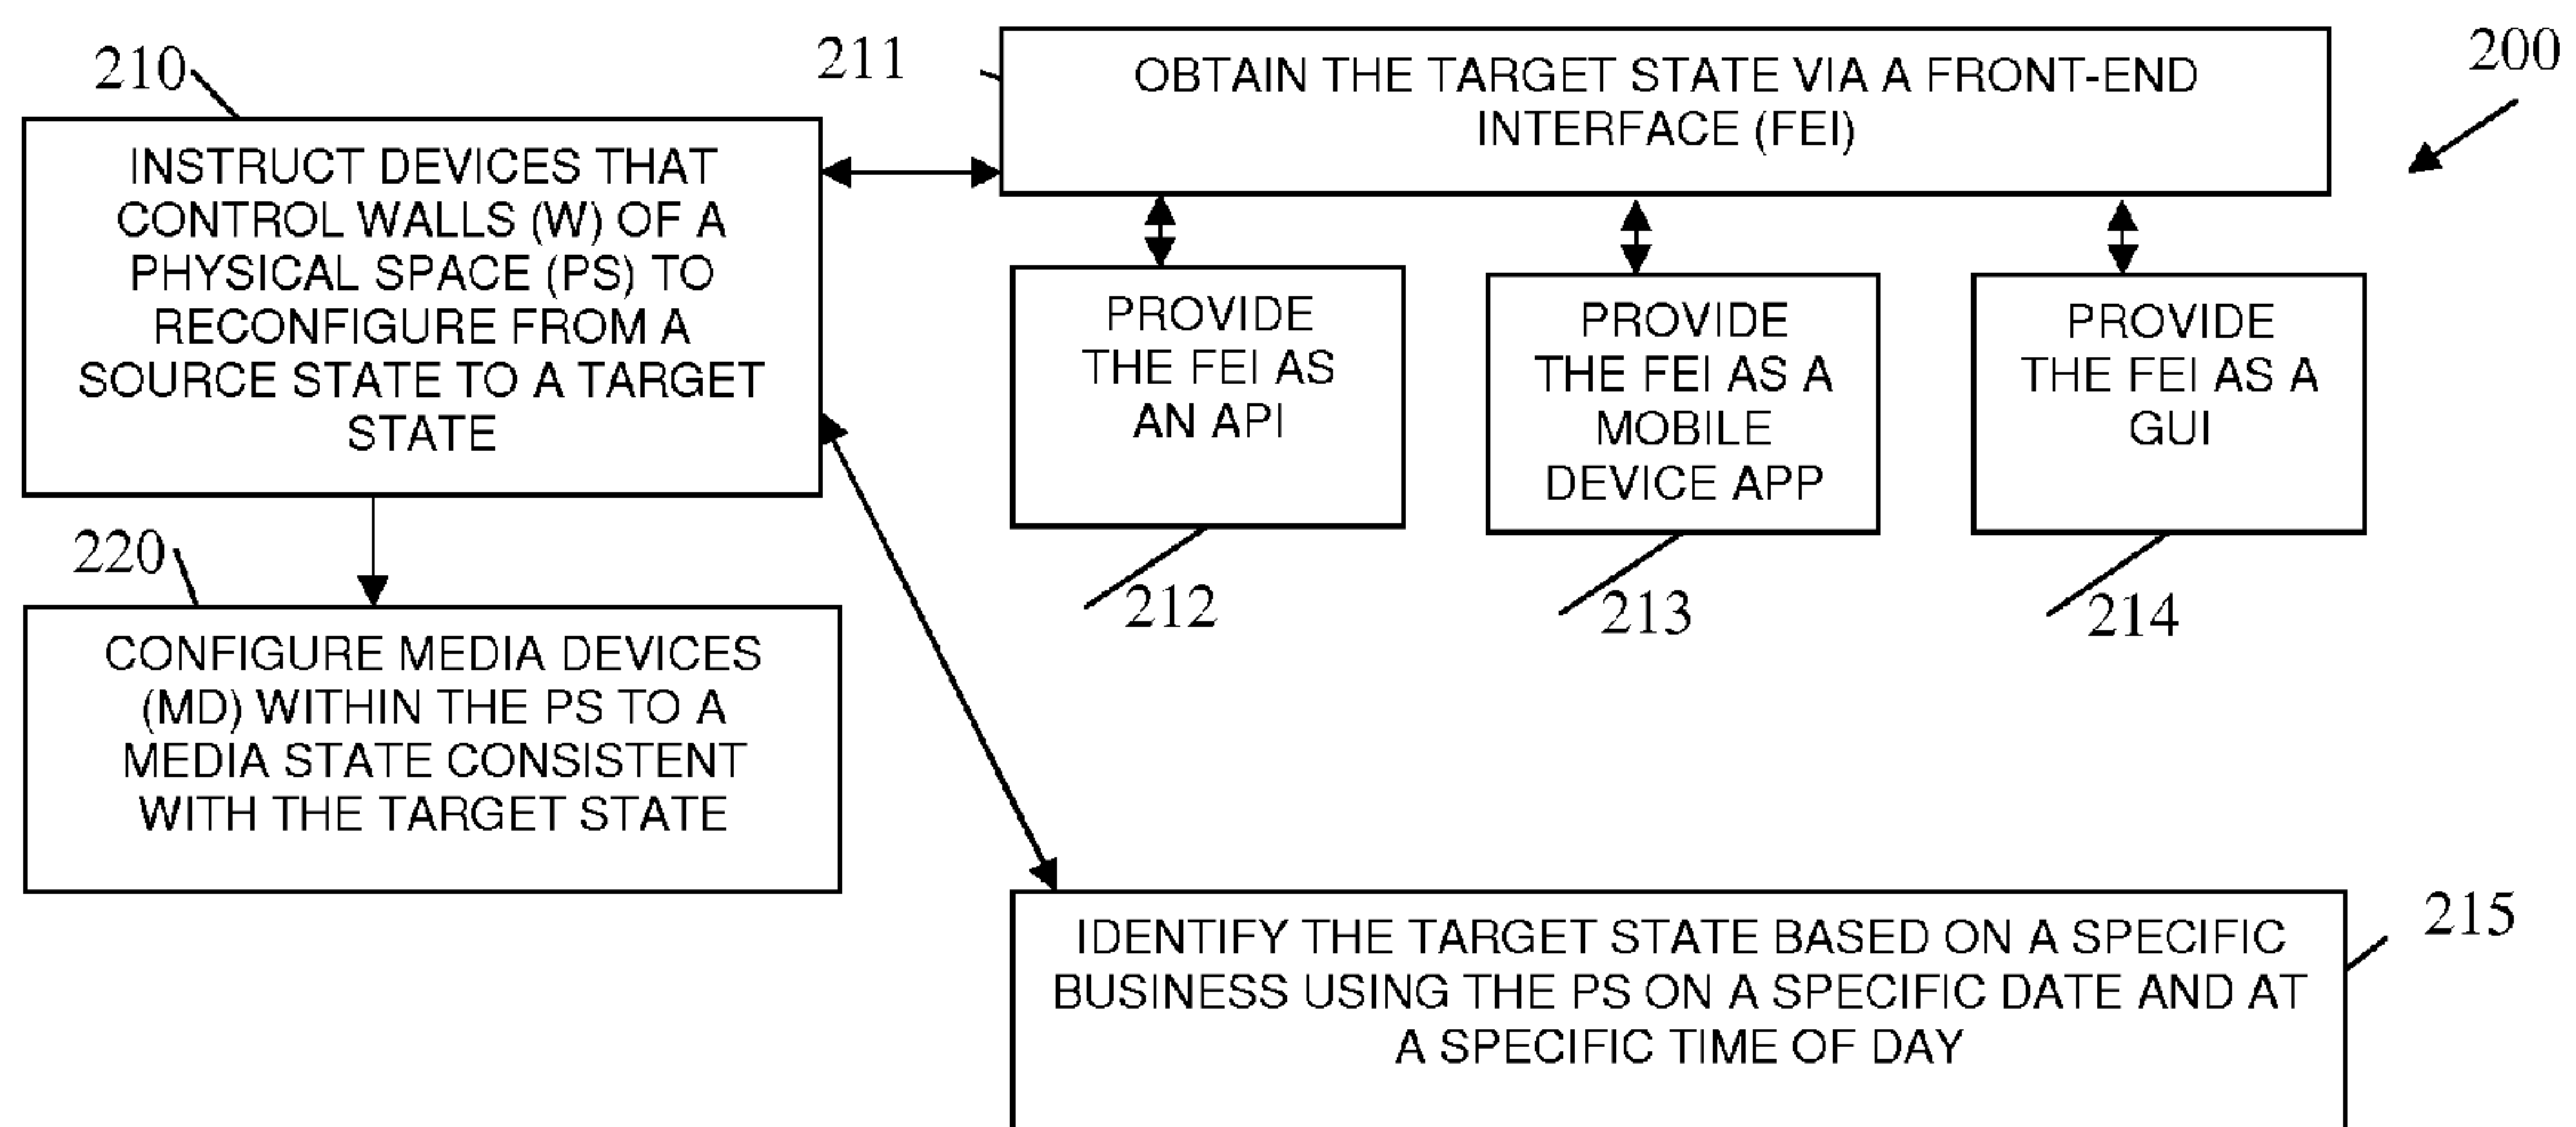 210
211
200
OBTAIN THE TARGET STATE VIA A FRONT-END
INTERFACE (FEI)
INSTRUCT DEVICES THAT
CONTROL WALLS (W) OF A
PHYSICAL SPACE (PS) TO
RECONFIGURE FROM A
SOURCE STATE TO A TARGET
STATE
PROVIDE
THE FEI AS
AN API
PROVIDE
THE FEI AS A
MOBILE
DEVICE APP
PROVIDE
THE FEI AS A
GUI
212
213
214
220
CONFIGURE MEDIA DEVICES
(MD) WITHIN THE PS TO A
MEDIA STATE CONSISTENT
WITH THE TARGET STATE
215
IDENTIFY THE TARGET STATE BASED ON A SPECIFIC
BUSINESS USING THE PS ON A SPECIFIC DATE AND AT
A SPECIFIC TIME OF DAY